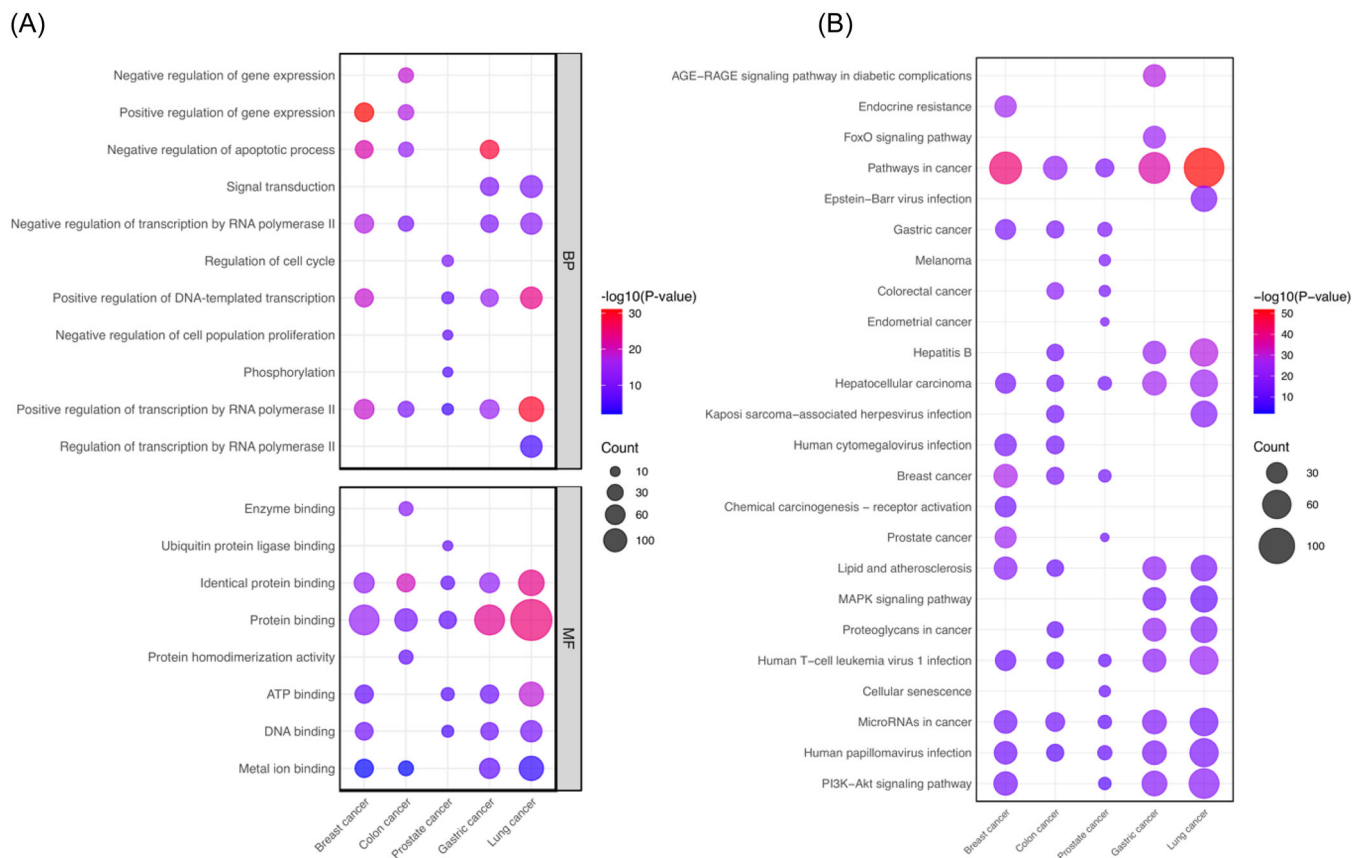 (A)
Negative regulation of gene expression
Positive regulation of gene expression
Negative regulation of apoptotic process
Signal transduction
Negative regulation of transcription by RNA polymerase II
Regulation of cell cycle
Positive regulation of DNA-templated transcription
Negative regulation of cell population proliferation
Phosphorylation
Positive regulation of transcription by RNA polymerase II
Regulation of transcription by RNA polymerase II
BP
Enzyme binding
Ubiquitin protein ligase binding
Identical protein binding
Protein binding
Protein homodimerization activity
ATP binding
DNA binding
Metal ion binding
MF
Breast cancer
Colon cancer
Prostate cancer
Gastric cancer
Lung cancer
-log10(P-value)
30
20
10
Count
10
30
60
100
(B)
AGE-RAGE signaling pathway in diabetic complications
Endocrine resistance
FoxO signaling pathway
Pathways in cancer
Epstein-Barr virus infection
Gastric cancer
Melanoma
Colorectal cancer
Endometrial cancer
Hepatitis B
Hepatocellular carcinoma
Kaposi sarcoma-associated herpesvirus infection
Human cytomegalovirus infection
Breast cancer
Chemical carcinogenesis - receptor activation
Prostate cancer
Lipid and atherosclerosis
MAPK signaling pathway
Proteoglycans in cancer
Human T-cell leukemia virus 1 infection
Cellular senescence
MicroRNAs in cancer
Human papillomavirus infection
PI3K-Akt signaling pathway
Breast cancer
Colon cancer
Prostate cancer
Gastric cancer
Lung cancer
-log10(P-value)
50
40
30
20
10
Count
30
60
100